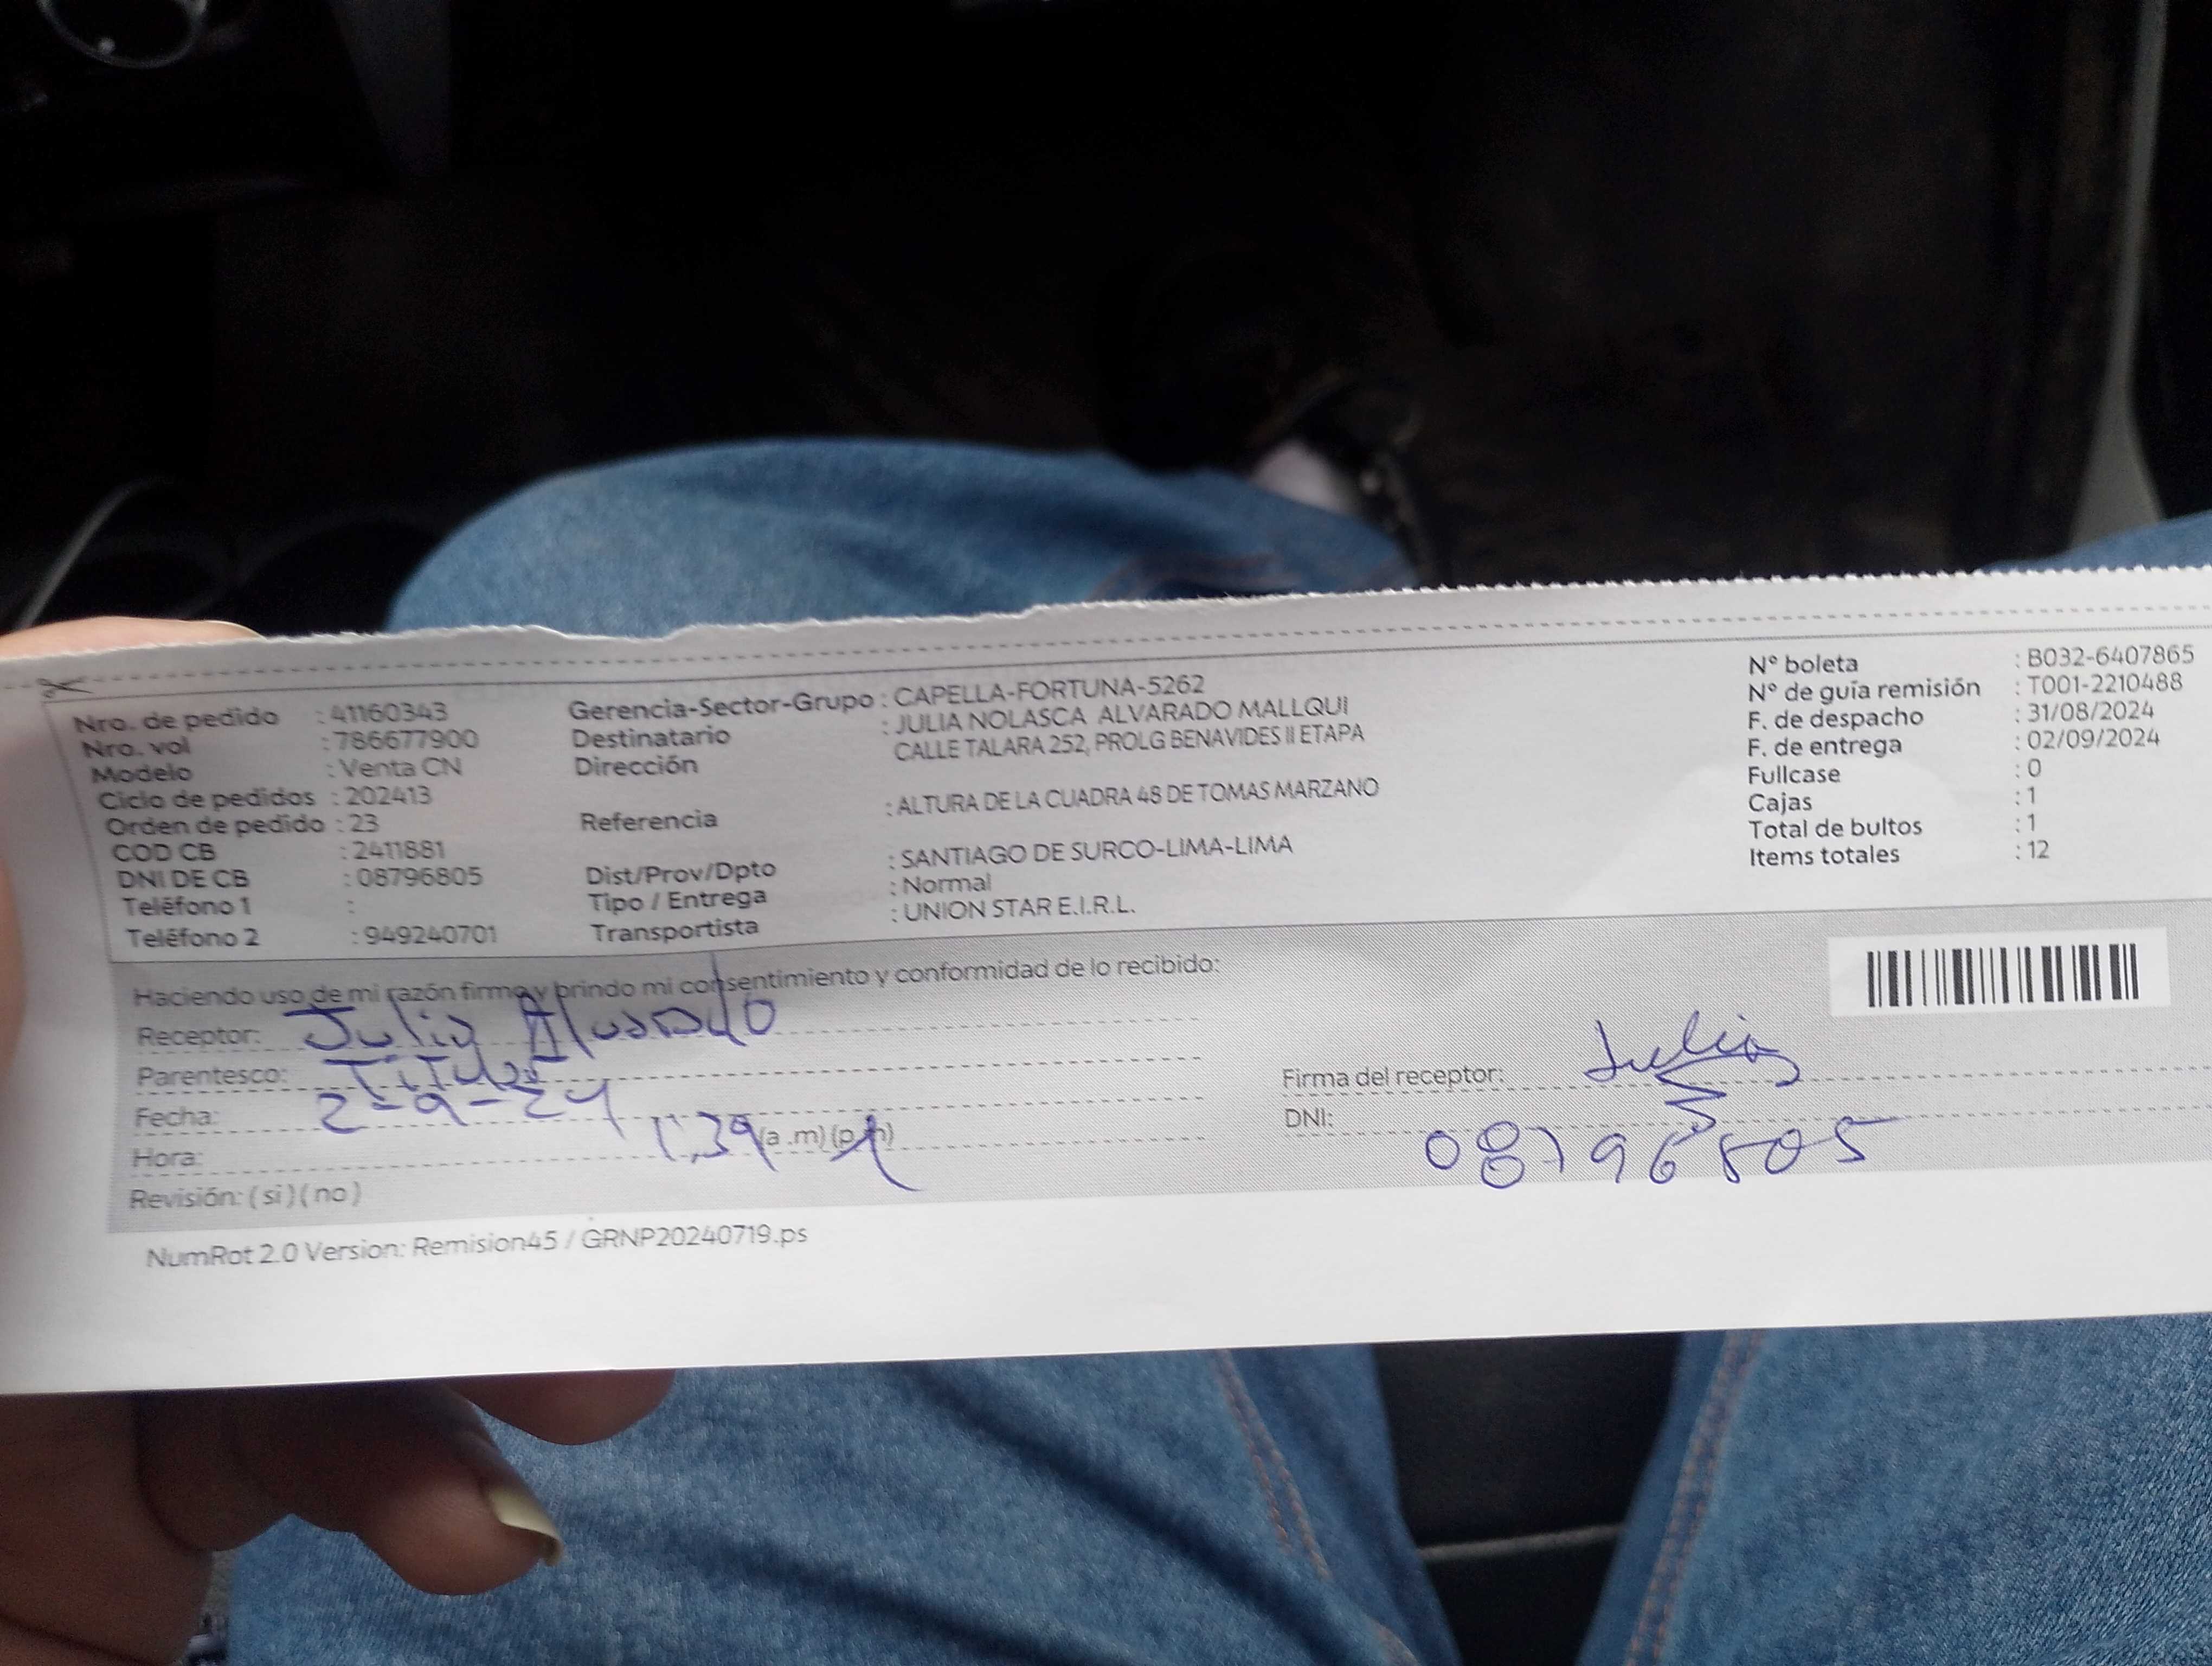 Nro. de pedido : 41160343
Nro. vol : 786677900
Modelo : Venta CN
Ciclo de pedidos : 202413
Orden de pedido : 23
COD CB : 2411881
DNI DE CB : 08796805
Teléfono 1 :
Teléfono 2 : 949240701
Gerencia-Sector-Grupo : CAPELLA-FORTUNA-5262
Destinatario : JULIA NOLASCA ALVARADO MALLQUI
Dirección CALLE TALARA 252, PROLG BENAVIDES II ETAPA
Referencia : ALTURA DE LA CUADRA 48 DE TOMAS MARZANO
Dist/Prov/Dpto : SANTIAGO DE SURCO-LIMA-LIMA
Tipo / Entrega : Normal
Transportista : UNION STAR E.I.R.L.
N° boleta : B032-6407865
N° de guía remisión : T001-2210488
F. de despacho : 31/08/2024
F. de entrega : 02/09/2024
Fullcase : 0
Cajas : 1
Total de bultos : 1
Items totales : 12
Haciendo uso de mi razón firmo y brindo mi consentimiento y conformidad de lo recibido:
Receptor: Julia Alvarado
Parentesco: Titular
Fecha: 2-9-24
Hora: 1:39 (a .m) (p.m)
Revisión: ( si ) ( no )
Firma del receptor: Julia
DNI: 08796805
NumRot 2.0 Version: Remision45 / GRNP20240719.ps